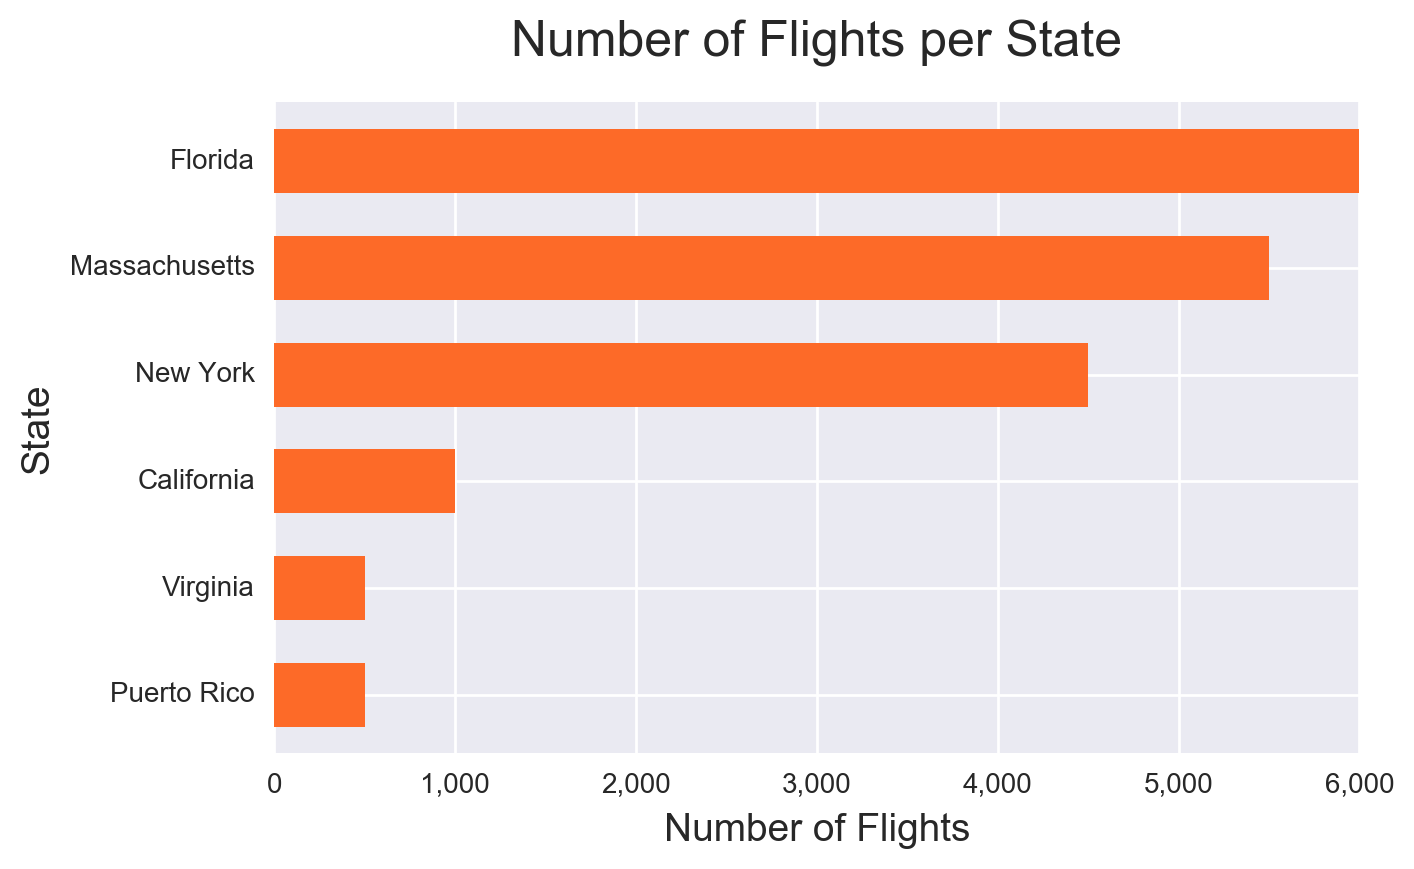 Number of Flights per State
Florida
Massachusetts
New York
California
Virginia
Puerto Rico
State
0 1,000 2,000 3,000 4,000 5,000 6,000
Number of Flights